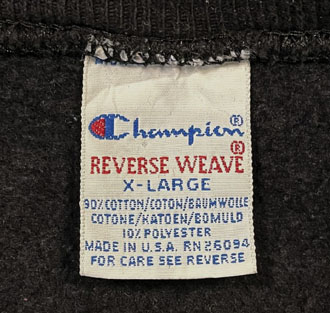 Champion®
REVERSE WEAVE®
X-LARGE
90% COTTON/COTON/BAUMWOLLE
COTONE/KATOEN/BOMULD
10% POLYESTER
MADE IN U.S.A. RN 26094
FOR CARE SEE REVERSE